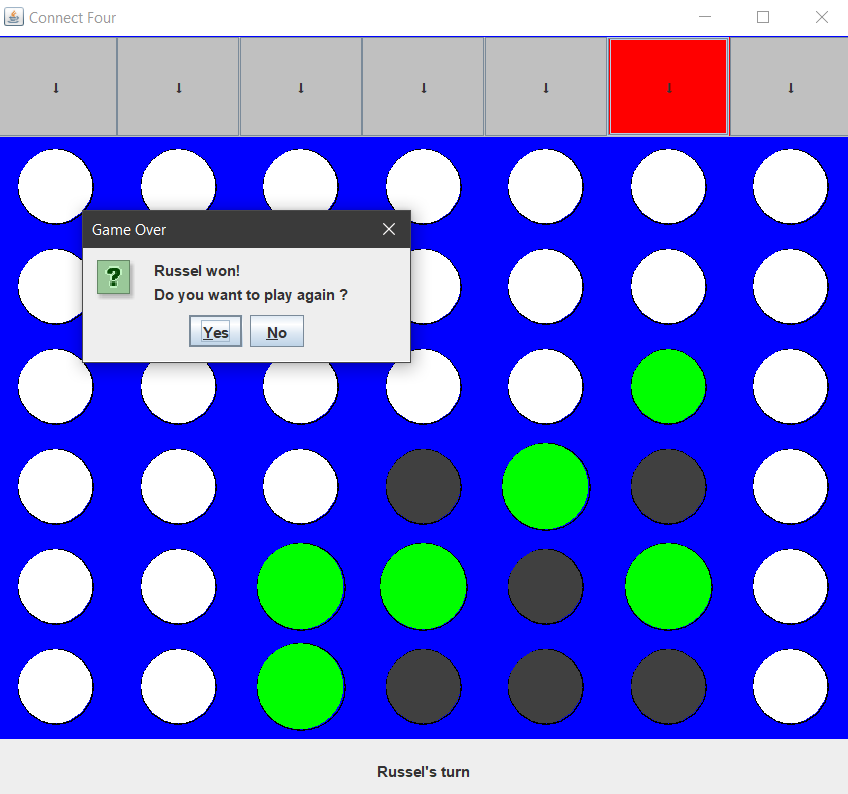 Connect Four
↓ ↓ ↓ ↓ ↓ ↓ ↓
Game Over
?
Russel won!
Do you want to play again ?
Yes No
Russel's turn